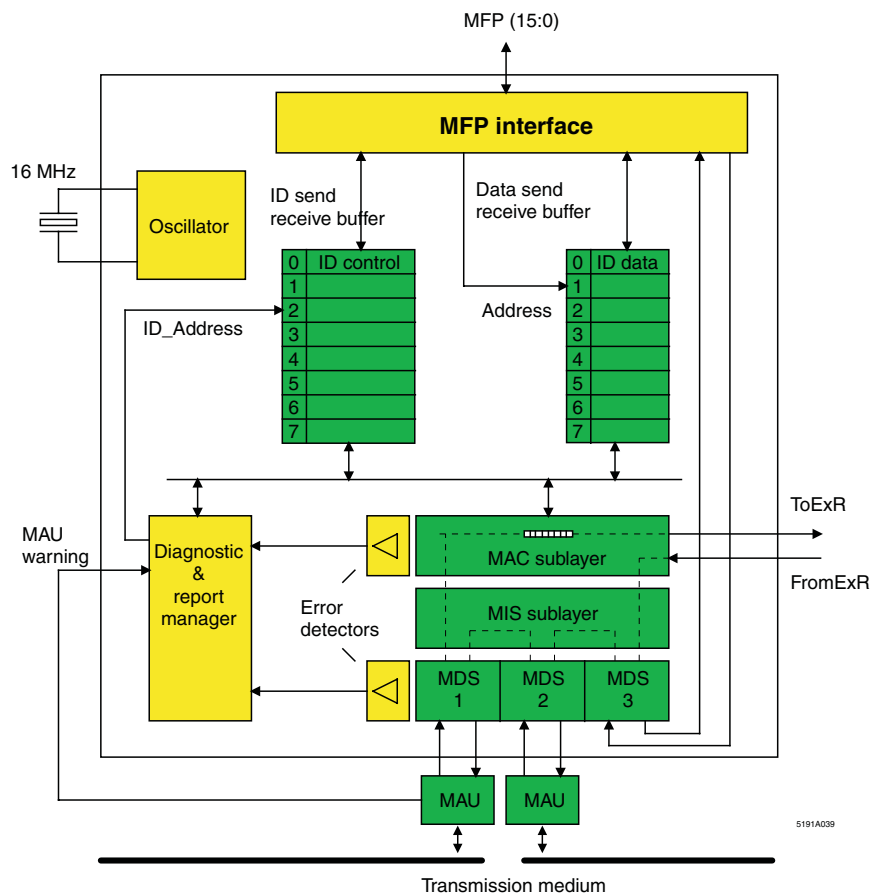 MFP (15:0)
MFP interface
16 MHz
Oscillator
ID send
receive buffer
Data send
receive buffer
0 ID control
1
2
3
4
5
6
7
0 ID data
1
2
3
4
5
6
7
ID_Address
Address
MAU
warning
Diagnostic
&
report
manager
Error
detectors
MAC sublayer
MIS sublayer
MDS
1
MDS
2
MDS
3
ToExR
FromExR
MAU
MAU
5191A039
Transmission medium